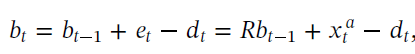 b_t = b_{t−1} + e_t − d_t = Rb_{t−1} + x_t^a − d_t,